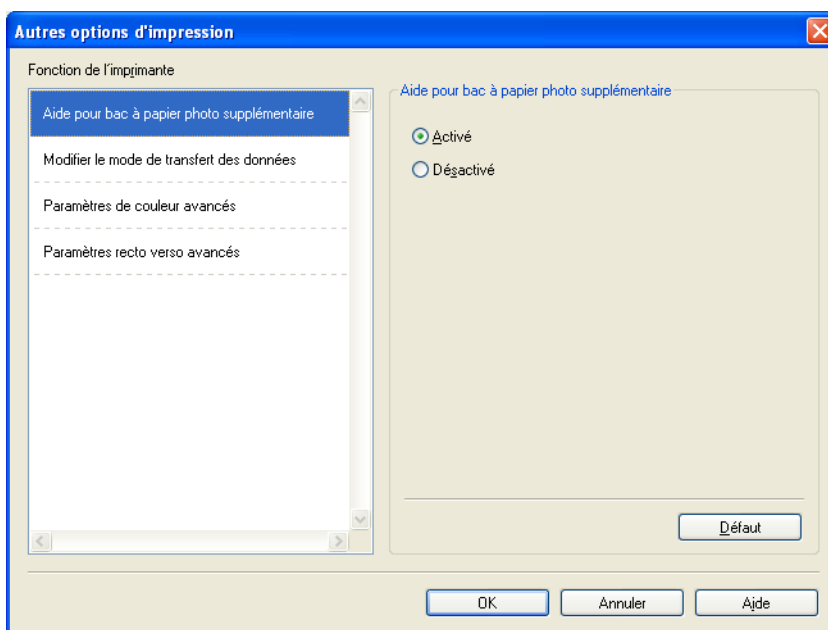 Autres options d'impression
Fonction de l'imprimante
Aide pour bac à papier photo supplémentaire
Modifier le mode de transfert des données
Paramètres de couleur avancés
Paramètres recto verso avancés
Aide pour bac à papier photo supplémentaire
Activé
Désactivé
Défaut
OK
Annuler
Aide